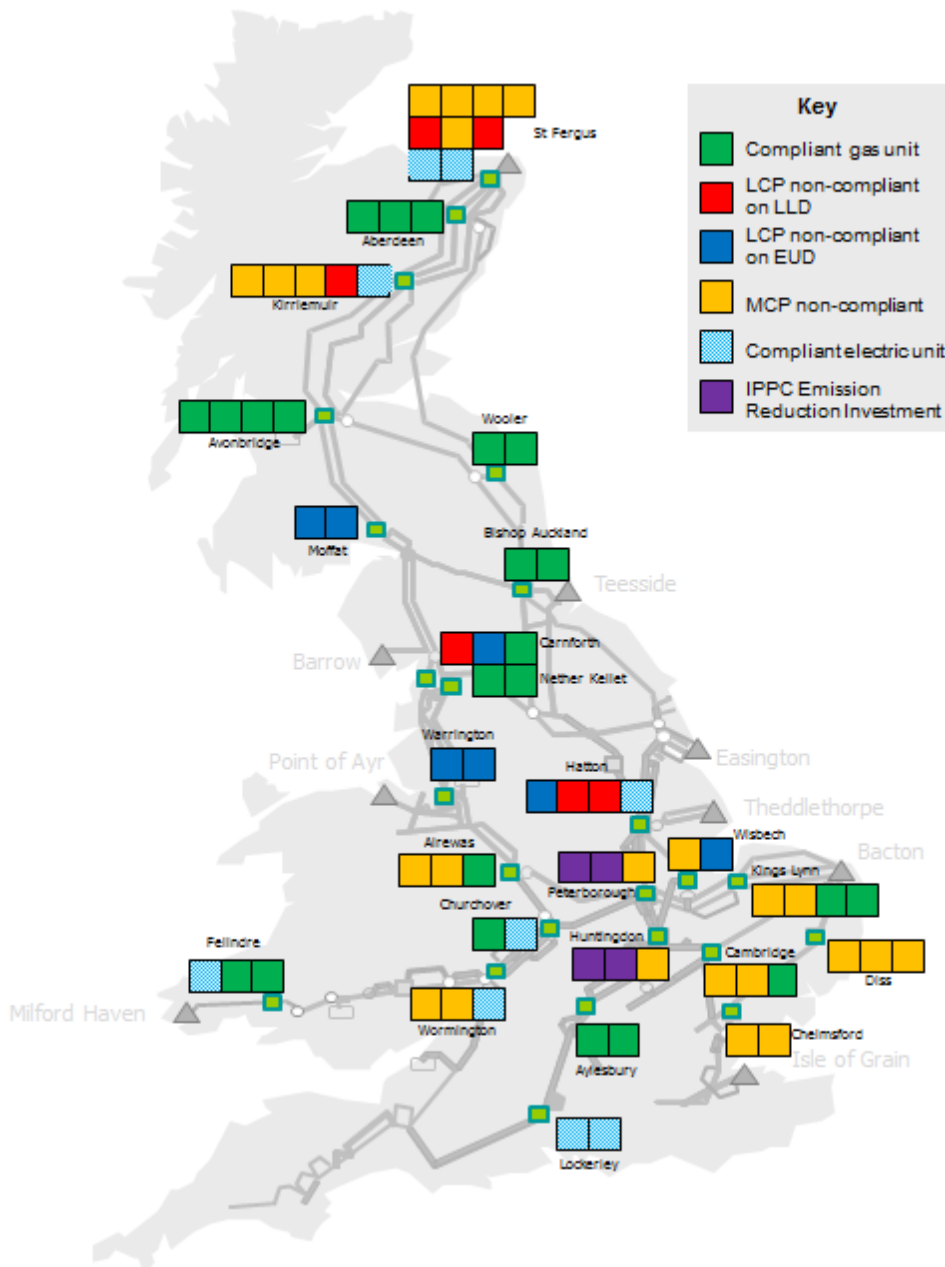 Key
Compliant gas unit
LCP non-compliant
on LLD
LCP non-compliant
on EUD
MCP non-compliant
Compliant electric unit
IPPC Emission
Reduction Investment
St Fergus
Aberdeen
Kirriemuir
Avonbridge
Wooler
Moffat
Bishop Auckland
Teesside
Barrow
Carnforth
Nether Kellet
Warrington
Point of Ayr
Hatton
Easington
Theddlethorpe
Wisbech
Alrewas
Bacton
Peterborough
Kings Lynn
Churchover
Huntingdon
Cambridge
Felindre
Diss
Milford Haven
Wormington
Chelmsford
Isle of Grain
Aylesbury
Lockerley